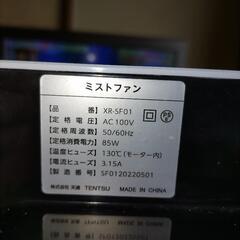 ミストファン
【品　　　番】 XR-SF01
【定 格 電 圧】 AC 100V
【定格周波数】 50/60Hz
【定格消費電力】 85W
【温度ヒューズ】 130℃(モーター内)
【電流ヒューズ】 3.15A
【製 造 番 号】 SF0120220501
株式会社 天通 TENTSU MADE IN CHINA